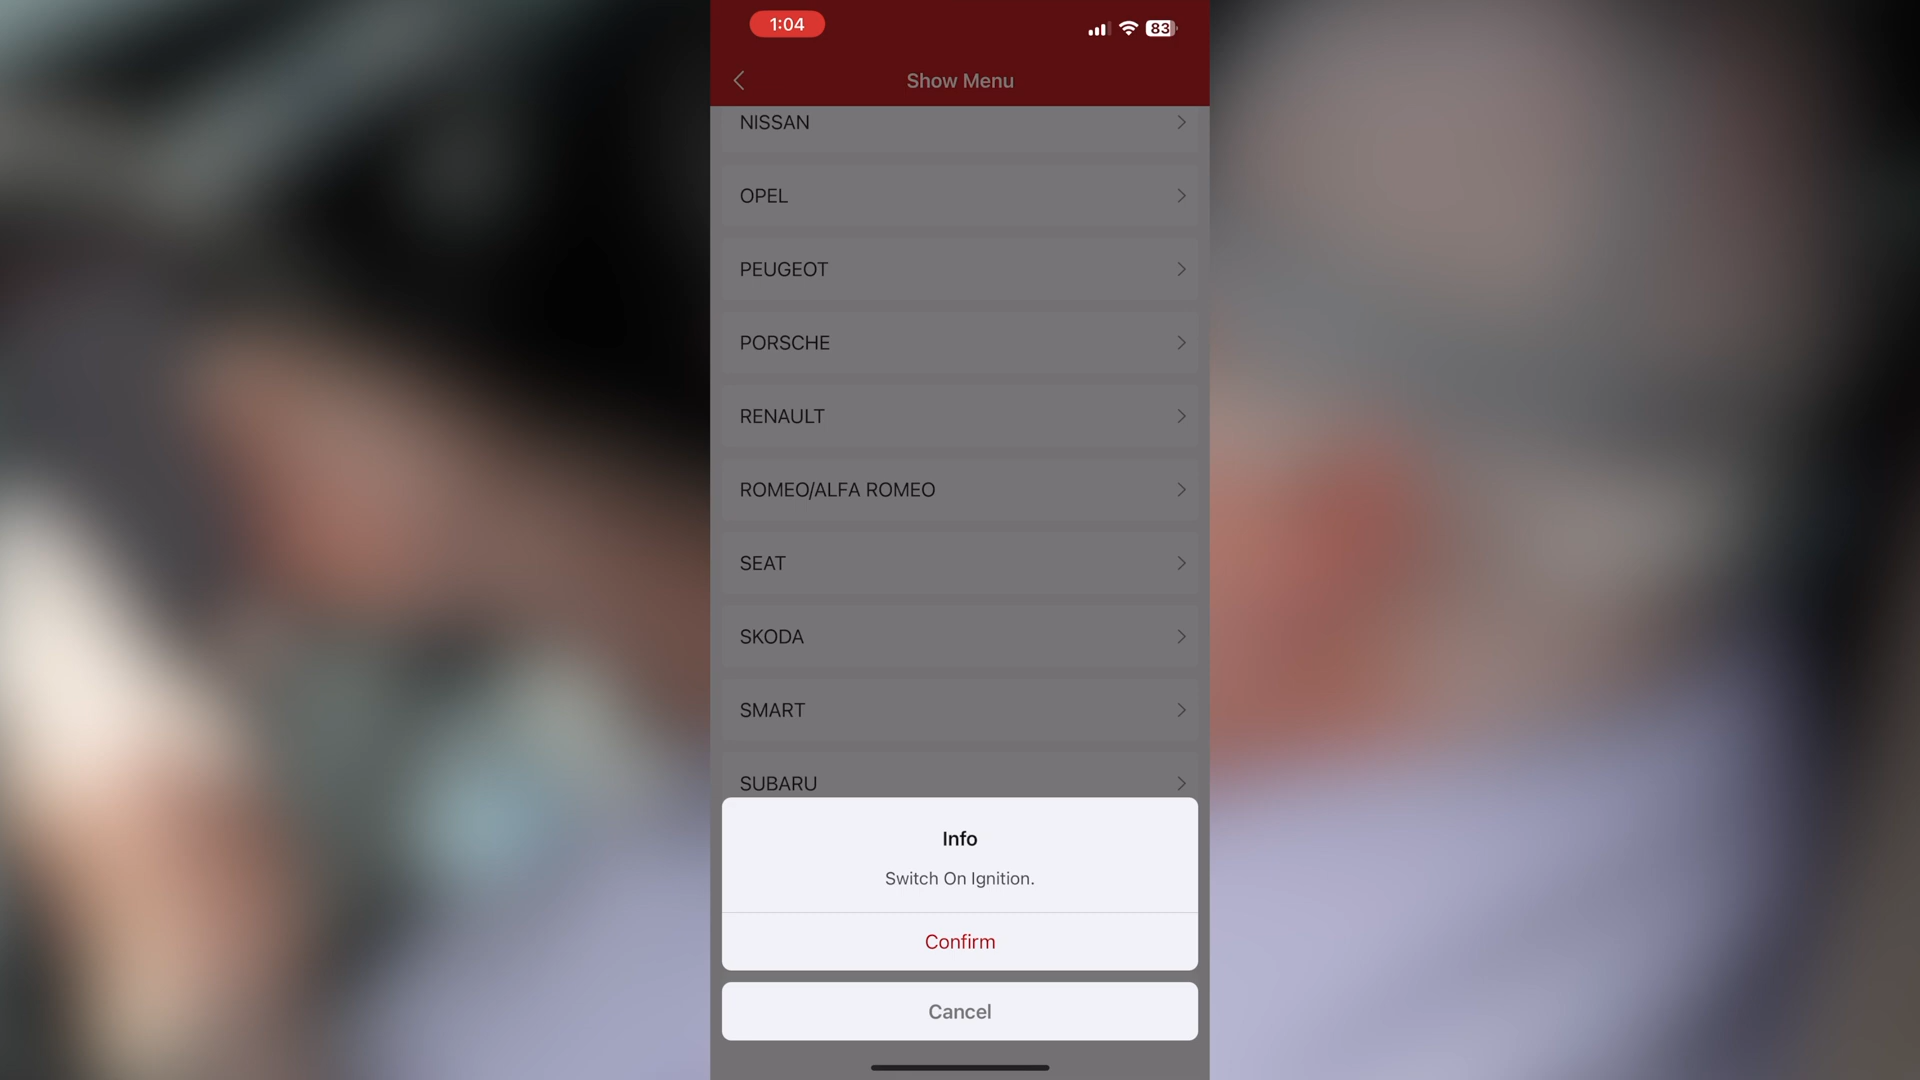 1:04
83
Show Menu
NISSAN
OPEL
PEUGEOT
PORSCHE
RENAULT
ROMEO/ALFA ROMEO
SEAT
SKODA
SMART
SUBARU
Info
Switch On Ignition.
Confirm
Cancel